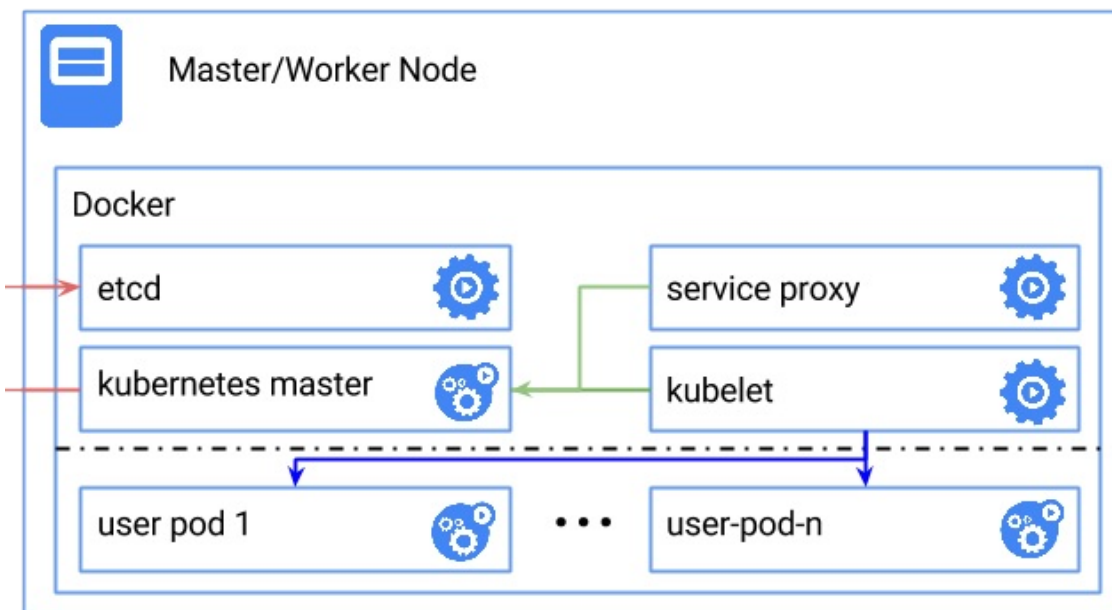 Master/Worker Node
Docker
etcd
service proxy
kubernetes master
kubelet
user pod 1
...
user-pod-n